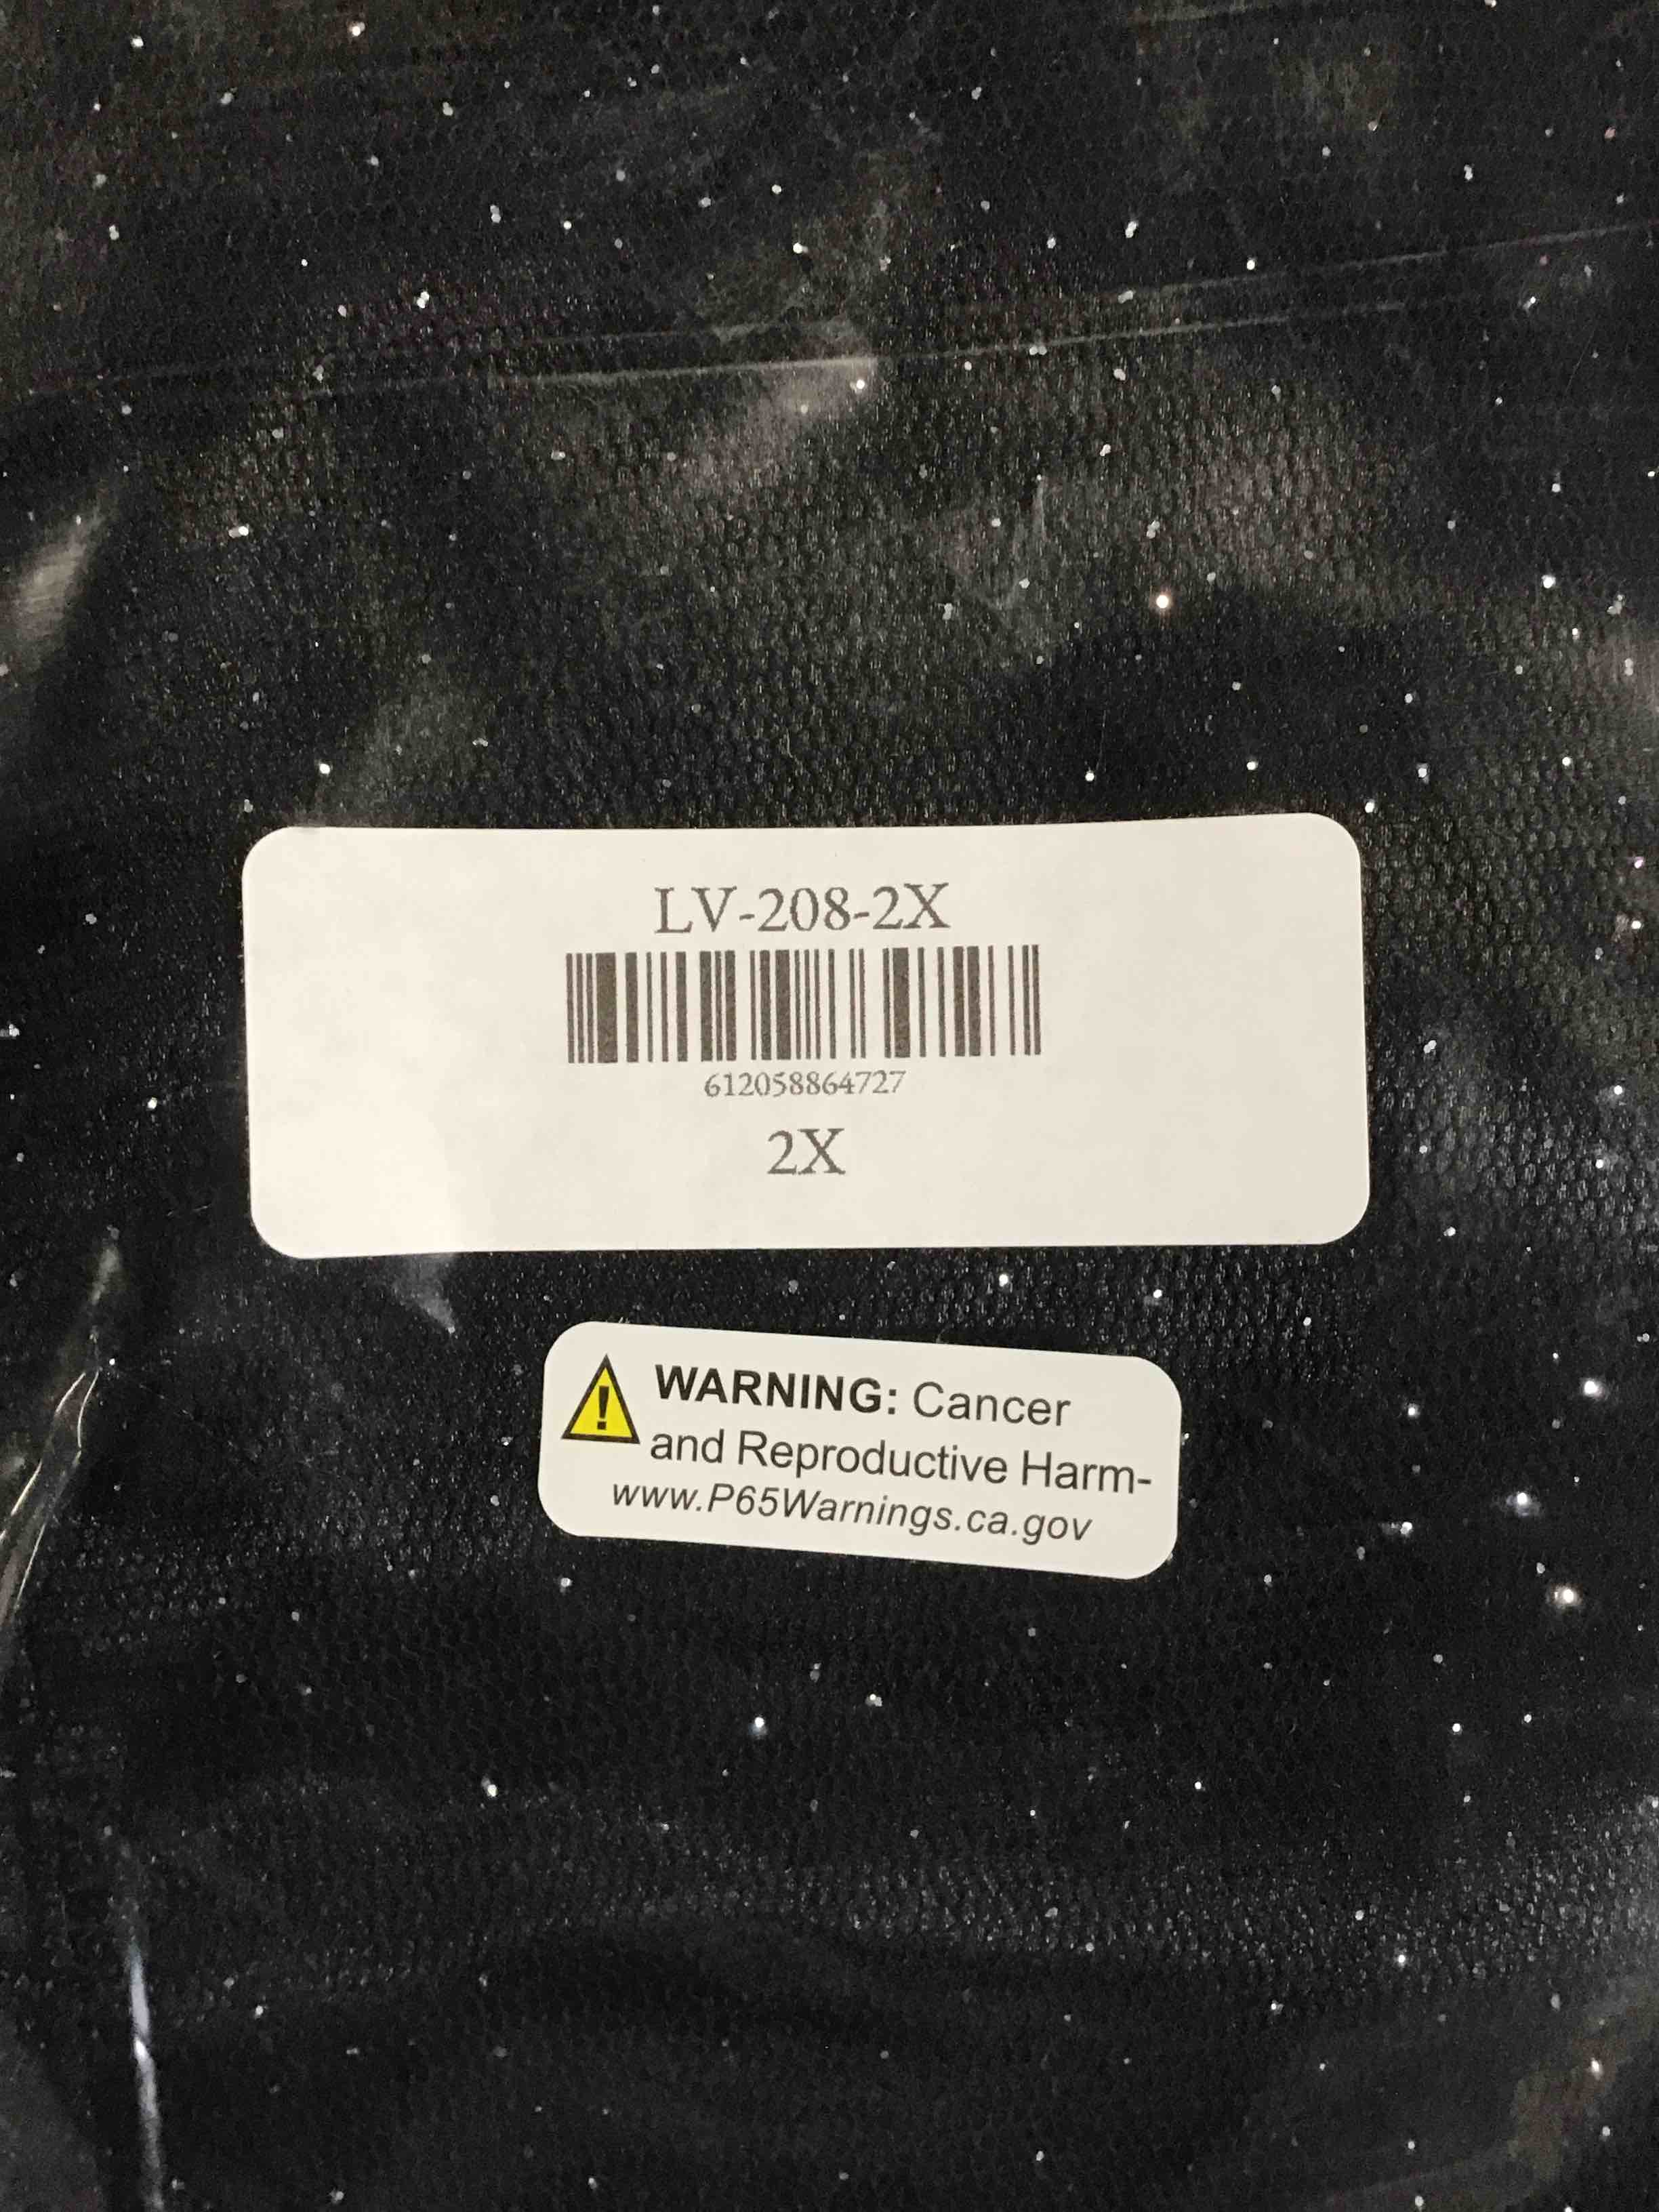 LV-208-2X
612058864727
2X
WARNING: Cancer
and Reproductive Harm-
www.P65Warnings.ca.gov